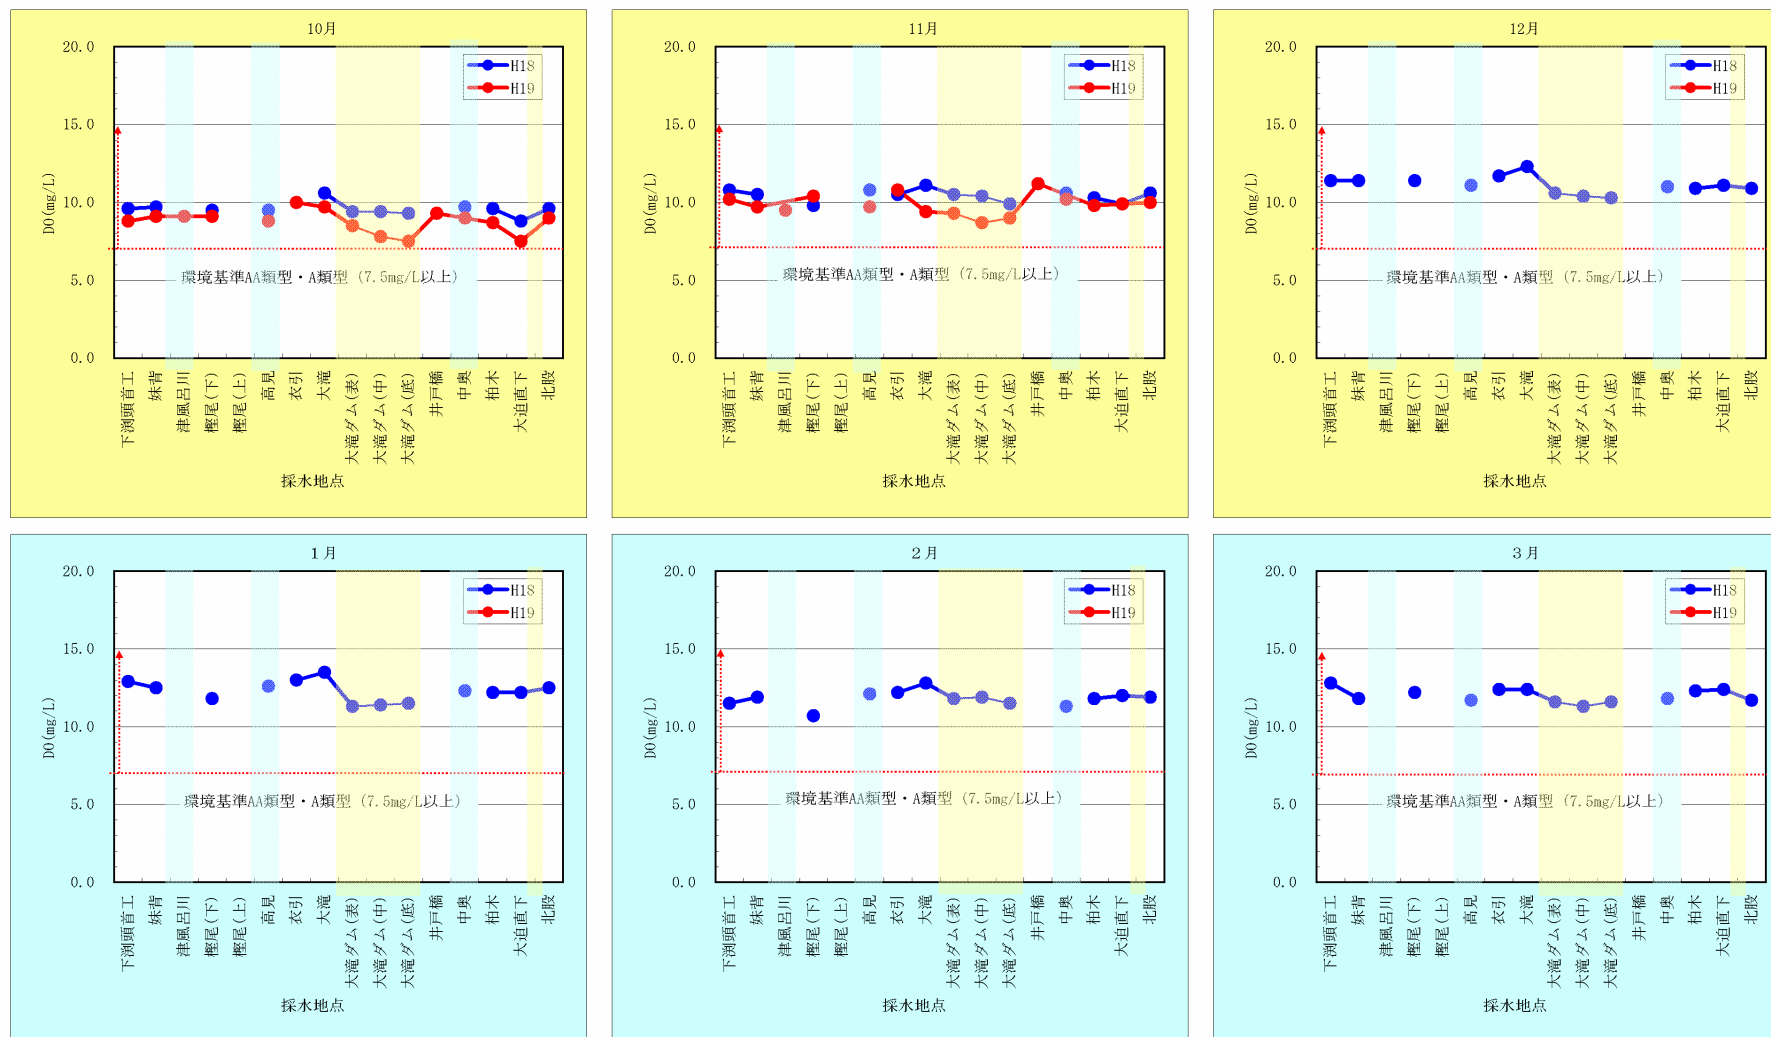 10月
20.0
15.0
10.0
5.0
0.0
DO(mg/L)
H18
H19
環境基準AA類型・A類型 (7.5mg/L以上)
下渕頭首工
妹背
津風呂川
樫尾(下)
樫尾(上)
高見
衣引
大滝
大滝ダム(表)
大滝ダム(中)
大滝ダム(底)
井戸橋
中奥
柏木
大迫直下
北股
採水地点
11月
20.0
15.0
10.0
5.0
0.0
DO(mg/L)
H18
H19
環境基準AA類型・A類型 (7.5mg/L以上)
下渕頭首工
妹背
津風呂川
樫尾(下)
樫尾(上)
高見
衣引
大滝
大滝ダム(表)
大滝ダム(中)
大滝ダム(底)
井戸橋
中奥
柏木
大迫直下
北股
採水地点
12月
20.0
15.0
10.0
5.0
0.0
DO(mg/L)
H18
H19
環境基準AA類型・A類型 (7.5mg/L以上)
下渕頭首工
妹背
津風呂川
樫尾(下)
樫尾(上)
高見
衣引
大滝
大滝ダム(表)
大滝ダム(中)
大滝ダム(底)
井戸橋
中奥
柏木
大迫直下
北股
採水地点
1月
20.0
15.0
10.0
5.0
0.0
DO(mg/L)
H18
H19
環境基準AA類型・A類型 (7.5mg/L以上)
下渕頭首工
妹背
津風呂川
樫尾(下)
樫尾(上)
高見
衣引
大滝
大滝ダム(表)
大滝ダム(中)
大滝ダム(底)
井戸橋
中奥
柏木
大迫直下
北股
採水地点
2月
20.0
15.0
10.0
5.0
0.0
DO(mg/L)
H18
H19
環境基準AA類型・A類型 (7.5mg/L以上)
下渕頭首工
妹背
津風呂川
樫尾(下)
樫尾(上)
高見
衣引
大滝
大滝ダム(表)
大滝ダム(中)
大滝ダム(底)
井戸橋
中奥
柏木
大迫直下
北股
採水地点
3月
20.0
15.0
10.0
5.0
0.0
DO(mg/L)
H18
H19
環境基準AA類型・A類型 (7.5mg/L以上)
下渕頭首工
妹背
津風呂川
樫尾(下)
樫尾(上)
高見
衣引
大滝
大滝ダム(表)
大滝ダム(中)
大滝ダム(底)
井戸橋
中奥
柏木
大迫直下
北股
採水地点